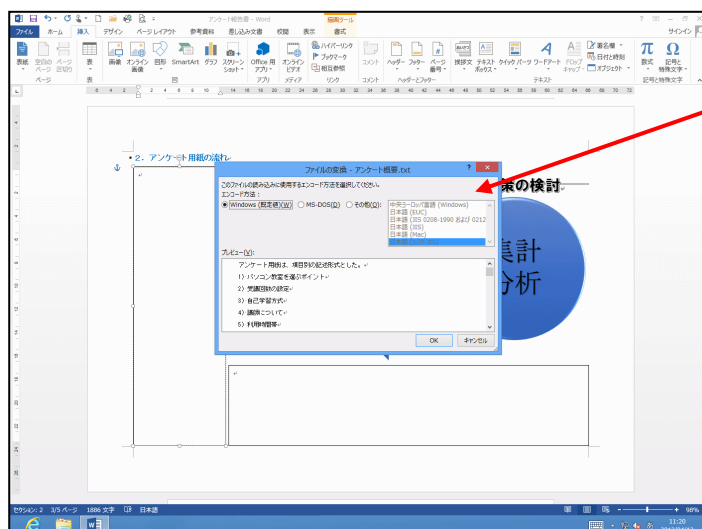 アンケート報告書 - Word
描画ツール
サインイン
ファイル ホーム 挿入 デザイン ページ レイアウト 参考資料 差し込み文書 校閲 表示 書式
表紙 空白の ページ 区切り
ページ
表
表
画像 オンライン 画像 図形 SmartArt グラフ スクリーン ショット
図
Office 用 アプリ
アプリ
オンライン ビデオ
メディア
ハイパーリンク
ブックマーク
相互参照
リンク
コメント
コメント
ヘッダー フッター ページ 番号
ヘッダーとフッター
挨拶文 テキスト ボックス クイック パーツ ワードアート ドロップ キャップ
署名欄
日付と時刻
オブジェクト
テキスト
数式 記号と 特殊文字
記号と特殊文字
2．アンケート用紙の流れ
策の検討
集計
分析
ファイルの変換 - アンケート概要.txt
このファイルの読み込みに使用するエンコード方法を選択してください。
エンコード方法：
Windows (既定値)(W) MS-DOS(D) その他(O):
中央ヨーロッパ言語 (Windows)
日本語 (EUC)
日本語 (JIS 0208-1990 および 0212
日本語 (JIS)
日本語 (Mac)
プレビュー(V):
アンケート用紙は、項目別の記述形式とした。
1) パソコン教室を選ぶポイント
2) 受講回数の設定
3) 自己学習方式
4) 講師について
5) 利用時間帯
OK キャンセル
セクション: 2 3/5 ページ 1886 文字 日本語
98%
11:20